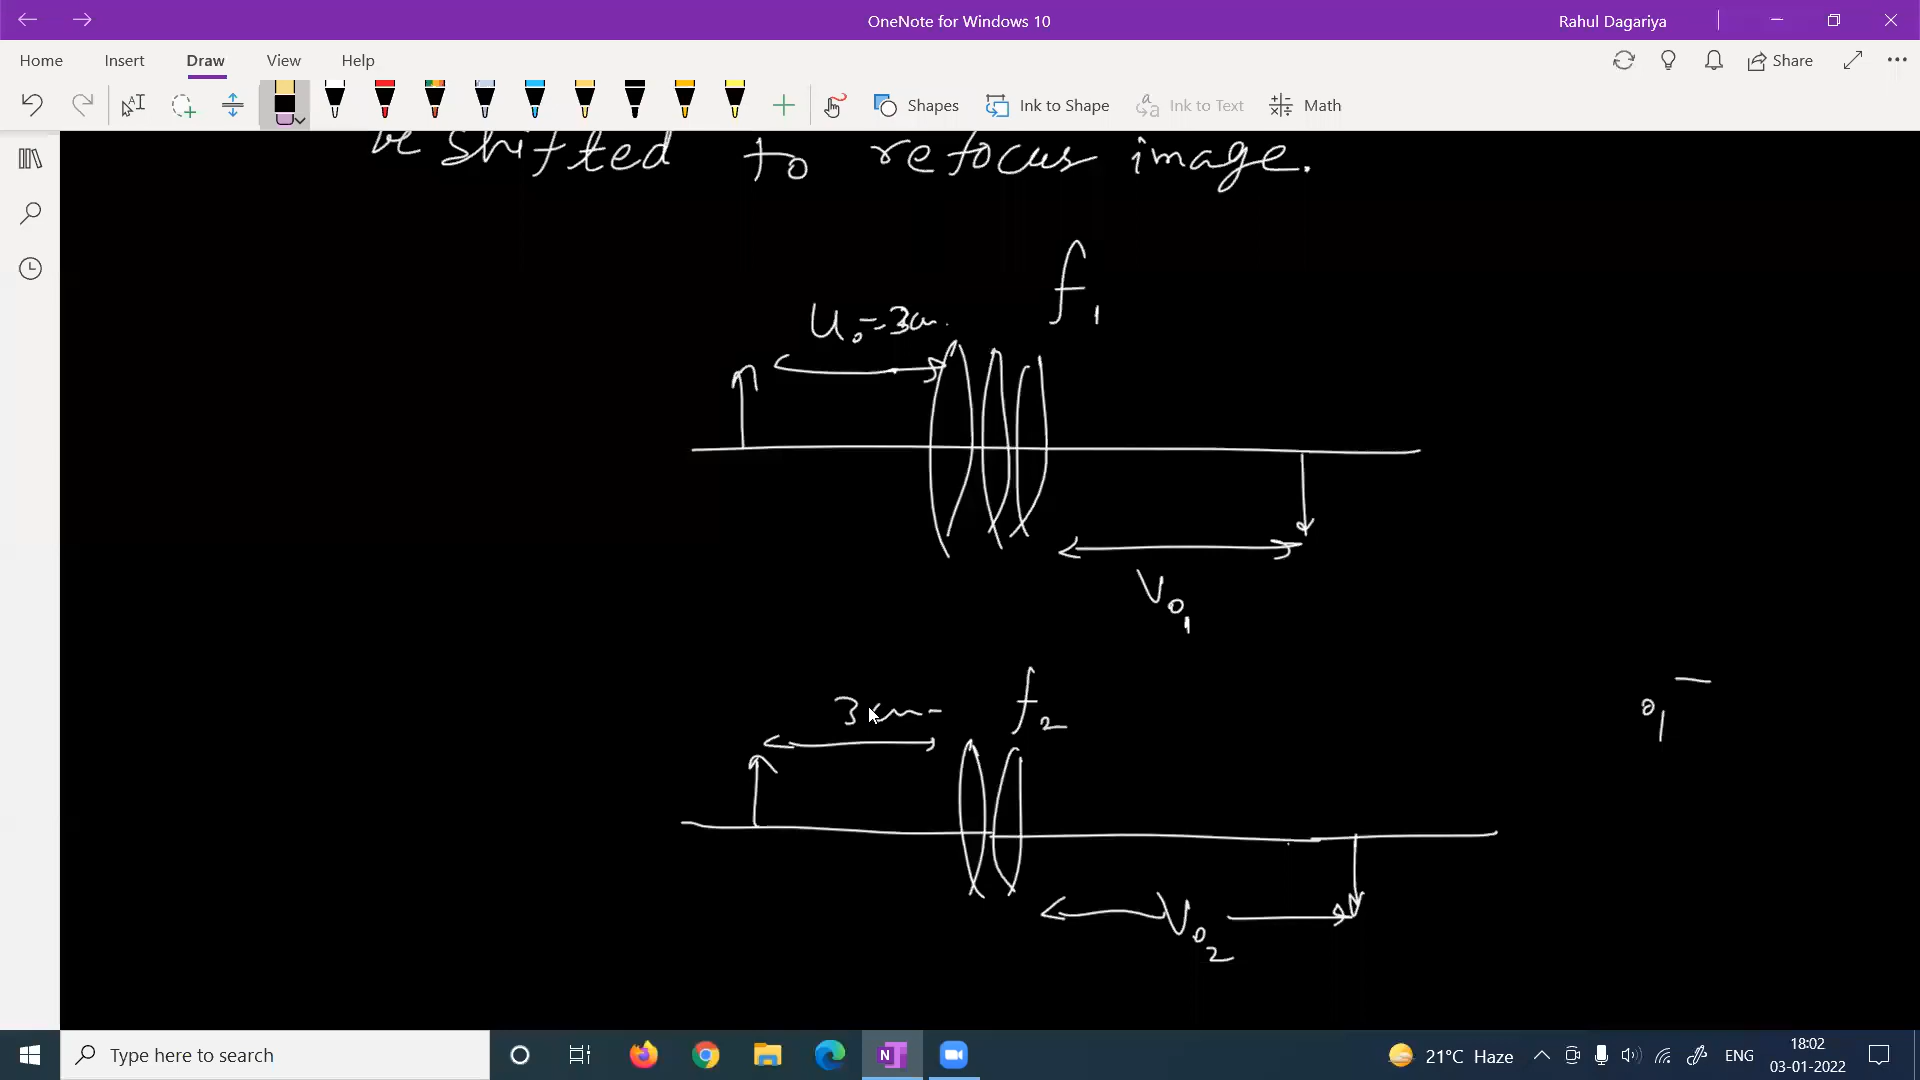 OneNote for Windows 10
Rahul Dagariya
Home Insert Draw View Help
Share
Shapes Ink to Shape Ink to Text Math
be shifted to refocus image.
f1
U0=3cm.
V01
f2
3cm
V02
Type here to search
21°C Haze
ENG
18:02
03-01-2022